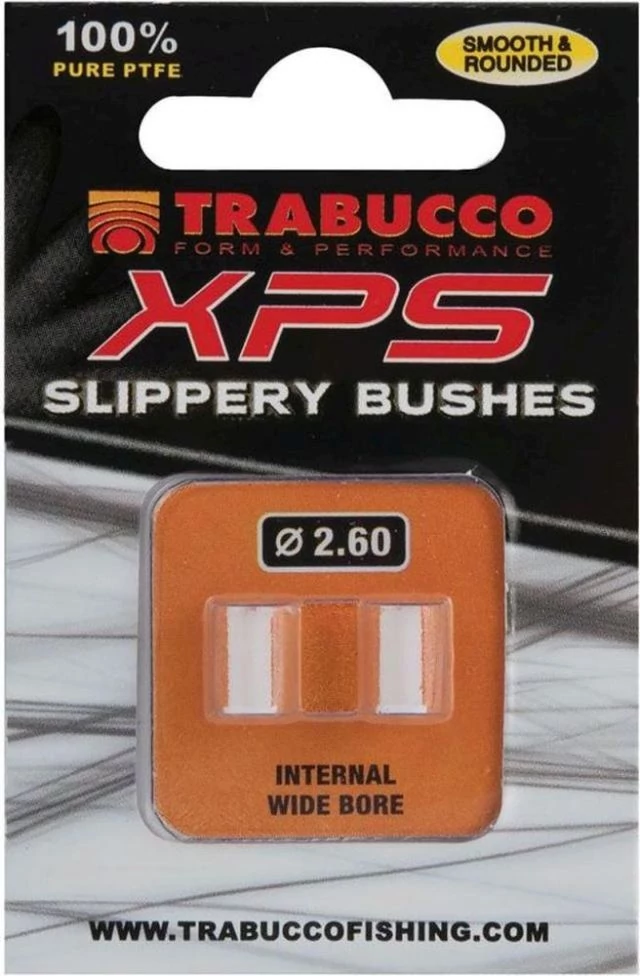 100%
PURE PTFE
SMOOTH &
ROUNDED
TRABUCCO
FORM & PERFORMANCE
XPS
SLIPPERY BUSHES
Ø 2.60
INTERNAL
WIDE BORE
WWW.TRABUCCOFISHING.COM